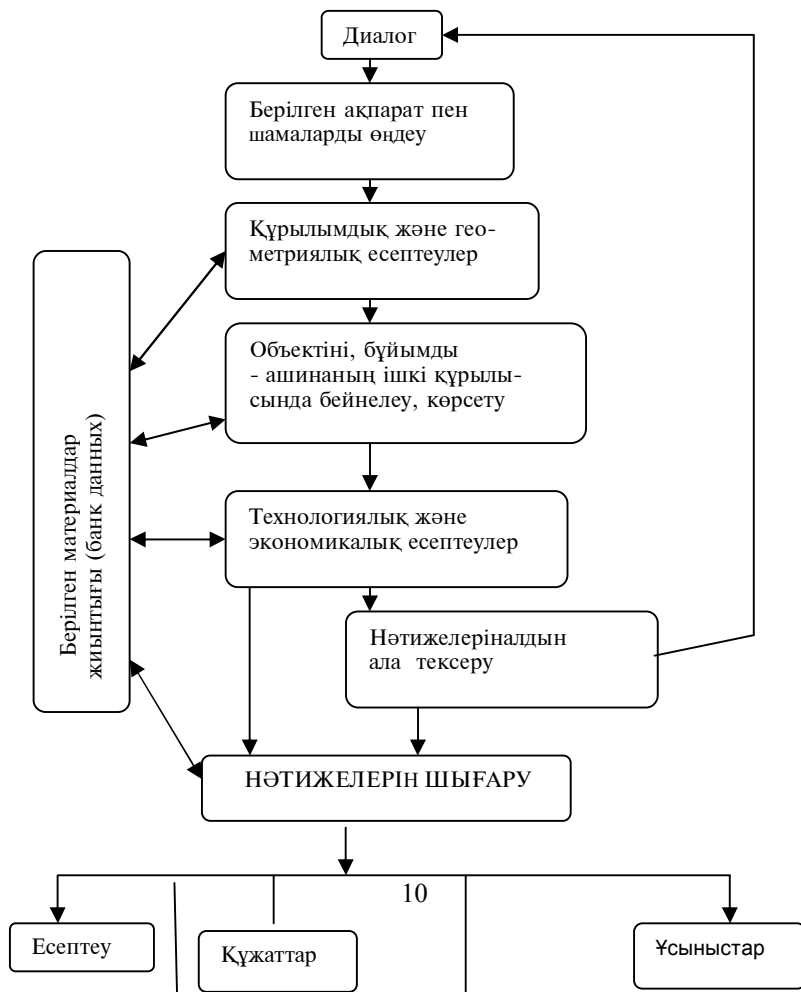 Диалог
Берілген ақпарат пен
шамаларды өңдеу
Құрылымдық және гео-
метриялық есептеулер
Объектіні, бұйымды
- ашинаның ішкі құрылы-
сында бейнелеу, көрсету
Берілген материалдар
жиынтығы (банк данных)
Технологиялық және
экономикалық есептеулер
Нәтижелеріналдын
ала тексеру
НӘТИЖЕЛЕРІН ШЫҒАРУ
10
Есептеу
Құжаттар
Ұсыныстар